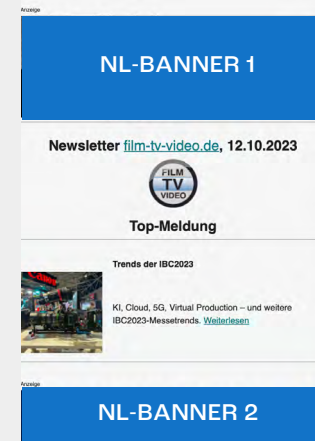 Anzeige
NL-BANNER 1
Newsletter film-tv-video.de, 12.10.2023
FILM
TV
VIDEO
Top-Meldung
Trends der IBC2023
Canon
KI, Cloud, 5G, Virtual Production – und weitere
IBC2023-Messetrends. Weiterlesen
Anzeige
NL-BANNER 2